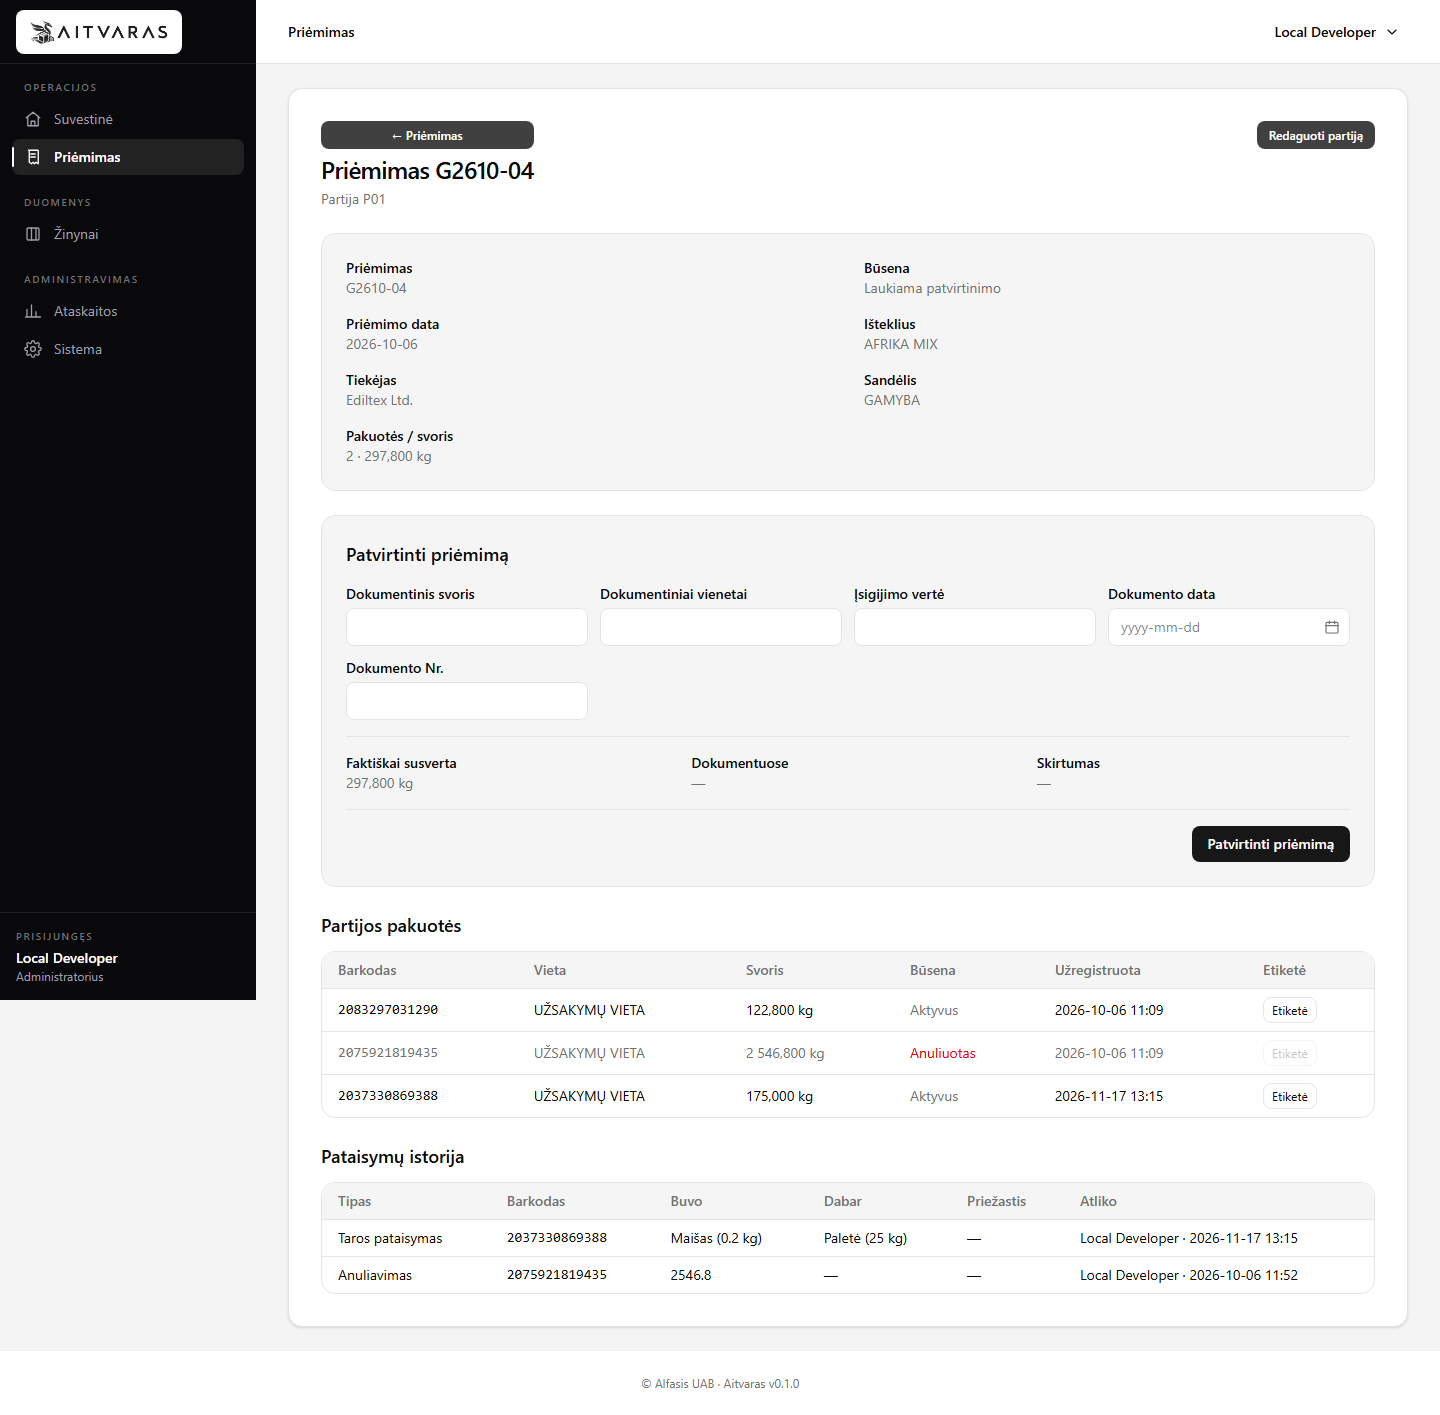 AITVARAS
Priėmimas
Local Developer
OPERACIJOS
Suvestinė
Priėmimas
DUOMENYS
Žinynai
ADMINISTRAVIMAS
Ataskaitos
Sistema
PRISIJUNGĘS
Local Developer
Administratorius
← Priėmimas
Redaguoti partiją
Priėmimas G2610-04
Partija P01
Priėmimas
G2610-04
Būsena
Laukiama patvirtinimo
Priėmimo data
2026-10-06
Išteklius
AFRIKA MIX
Tiekėjas
Ediltex Ltd.
Sandėlis
GAMYBA
Pakuotės / svoris
2 · 297,800 kg
Patvirtinti priėmimą
Dokumentinis svoris
Dokumentiniai vienetai
Įsigijimo vertė
Dokumento data
yyyy-mm-dd
Dokumento Nr.
Faktiškai susverta
297,800 kg
Dokumentuose
—
Skirtumas
—
Patvirtinti priėmimą
Partijos pakuotės
Barkodas Vieta Svoris Būsena Užregistruota Etiketė
2083297031290 UŽSAKYMŲ VIETA 122,800 kg Aktyvus 2026-10-06 11:09 Etiketė
2075921819435 UŽSAKYMŲ VIETA 2 546,800 kg Anuliuotas 2026-10-06 11:09 Etiketė
2037330869388 UŽSAKYMŲ VIETA 175,000 kg Aktyvus 2026-11-17 13:15 Etiketė
Pataisymų istorija
Tipas Barkodas Buvo Dabar Priežastis Atliko
Taros pataisymas 2037330869388 Maišas (0.2 kg) Paletė (25 kg) — Local Developer · 2026-11-17 13:15
Anuliavimas 2075921819435 2546.8 — — Local Developer · 2026-10-06 11:52
© Alfasis UAB · Aitvaras v0.1.0